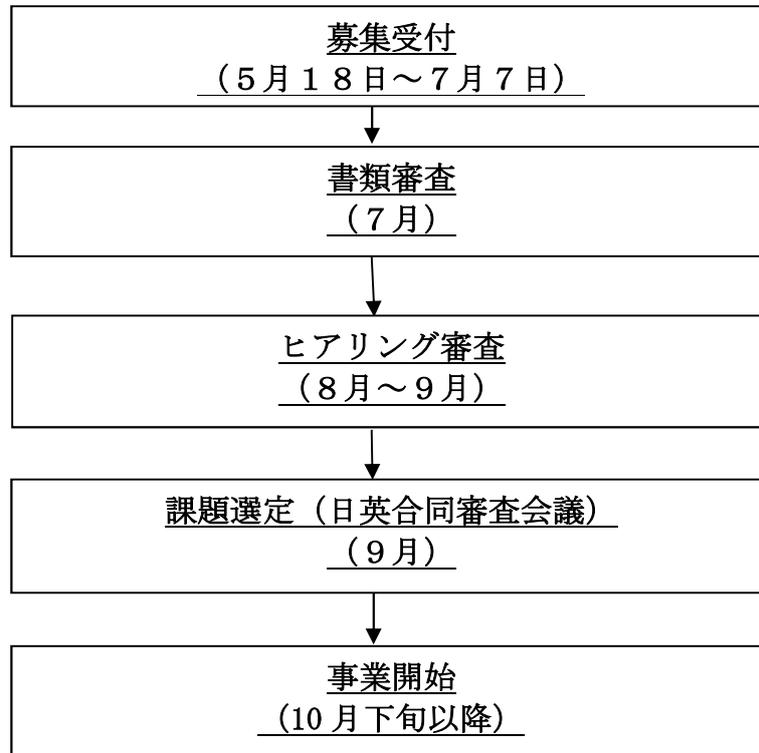 募集受付
（５月１８日～７月７日）
書類審査
（７月）
ヒアリング審査
（８月～９月）
課題選定（日英合同審査会議）
（９月）
事業開始
（10 月下旬以降）